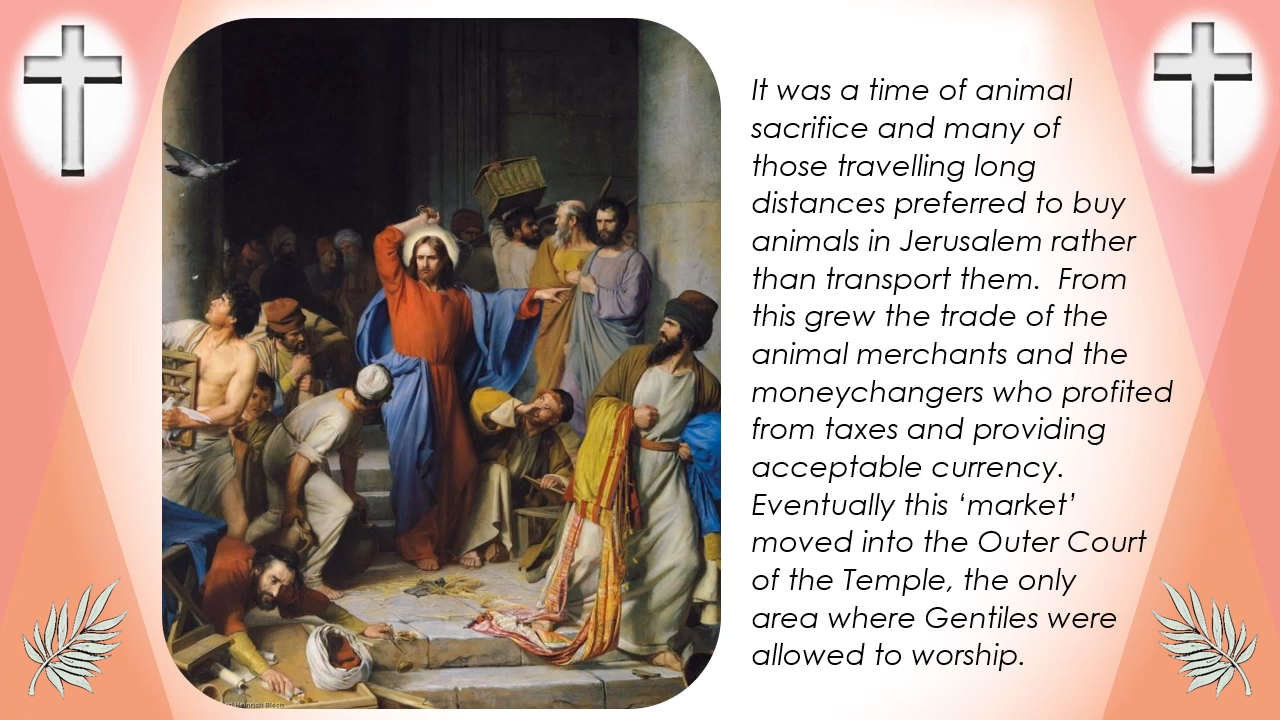 It was a time of animal
sacrifice and many of
those travelling long
distances preferred to buy
animals in Jerusalem rather
than transport them.  From
this grew the trade of the
animal merchants and the
moneychangers who profited
from taxes and providing
acceptable currency.
Eventually this ‘market’
moved into the Outer Court
of the Temple, the only
area where Gentiles were
allowed to worship.
Heinrich Bloch